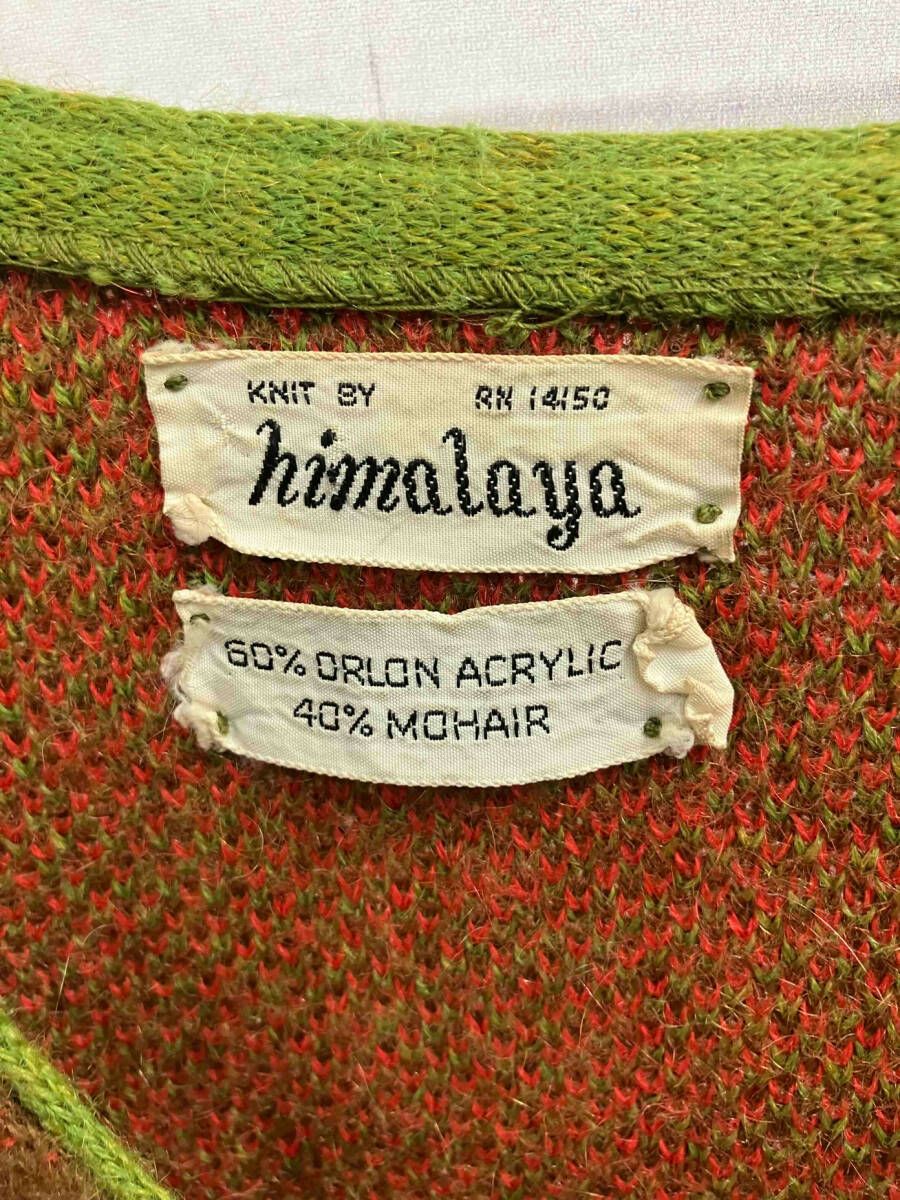 KNIT BY RN 14150
himalaya
60% ORLON ACRYLIC
40% MOHAIR